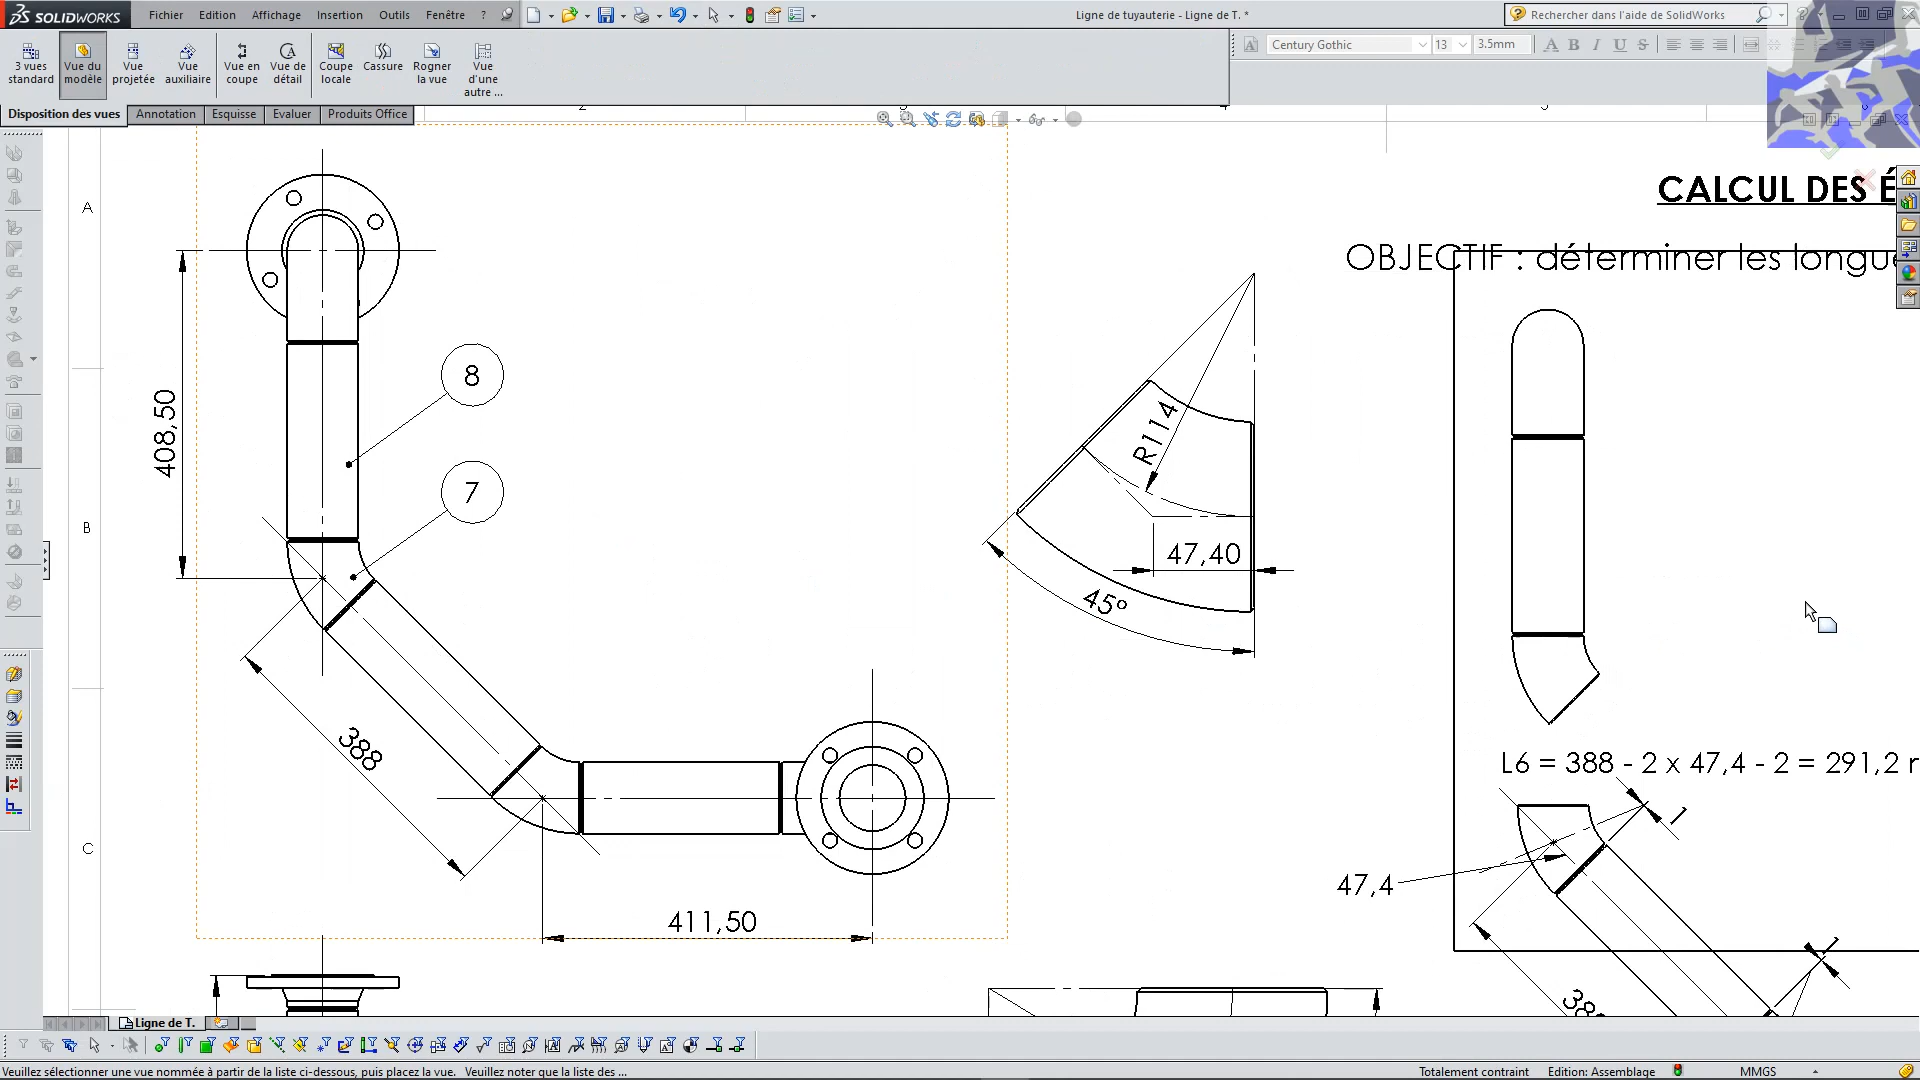 SOLIDWORKS
Fichier Edition Affichage Insertion Outils Fenêtre ?
Ligne de tuyauterie - Ligne de T. *
Rechercher dans l'aide de SolidWorks
3 vues standard
Vue du modèle
Vue projetée
Vue auxiliaire
Vue en coupe
Vue de détail
Coupe locale
Cassure
Rogner la vue
Vue d'une autre ...
Century Gothic 13 3.5mm
A B I U S
Disposition des vues Annotation Esquisse Evaluer Produits Office
A
B
C
CALCUL DES É
OBJECTIF : déterminer les longue
8
7
408,50
388
411,50
R114
47,40
45°
L6 = 388 - 2 x 47,4 - 2 = 291,2
1
47,4
1
Ligne de T.
Veuillez sélectionner une vue nommée à partir de la liste ci-dessous, puis placez la vue. Veuillez noter que la liste des ...
Totalement contraint
Edition: Assemblage
MMGS